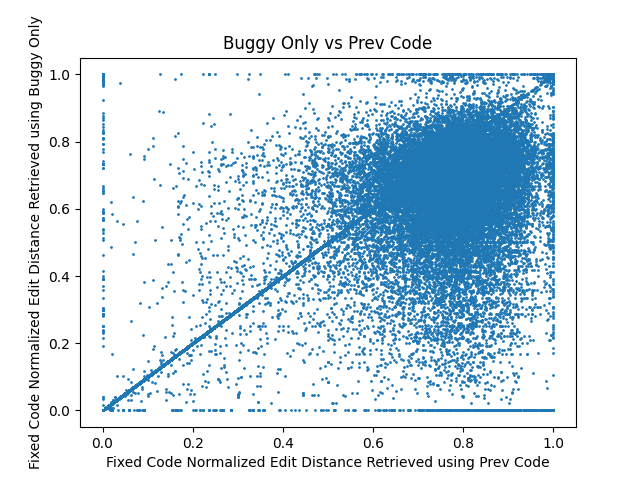 Buggy Only vs Prev Code
Fixed Code Normalized Edit Distance Retrieved using Buggy Only
1.0
0.8
0.6
0.4
0.2
0.0
0.0 0.2 0.4 0.6 0.8 1.0
Fixed Code Normalized Edit Distance Retrieved using Prev Code